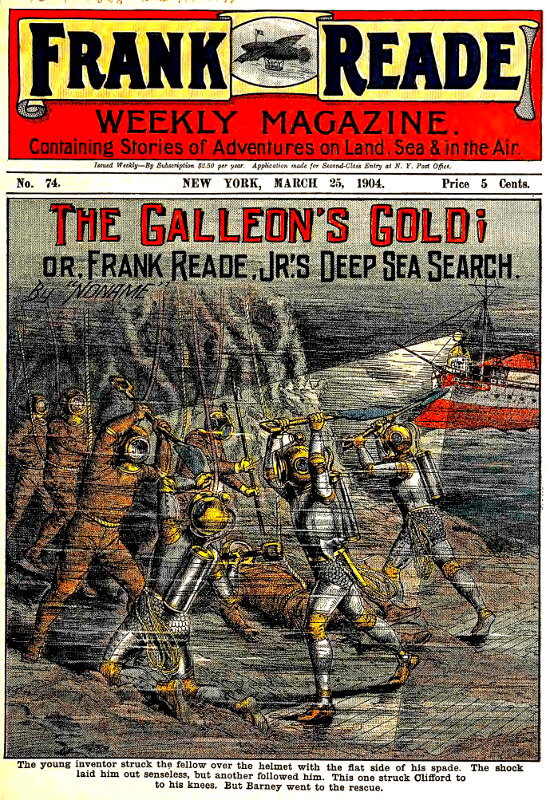 FRANK READE
WEEKLY MAGAZINE.
Containing Stories of Adventures on Land, Sea & in the Air.
Issued Weekly—By Subscription $2.50 per year. Application made for Second-Class Entry at N. Y. Post Office.
No. 74. NEW YORK, MARCH 25, 1904. Price 5 Cents.
THE GALLEON'S GOLD;
OR, FRANK READE, JR'S DEEP SEA SEARCH.
By "NONAME"
The young inventor struck the fellow over the helmet with the flat side of his spade. The shock
laid him out senseless, but another followed him. This one struck Clifford to
to his knees. But Barney went to the rescue.